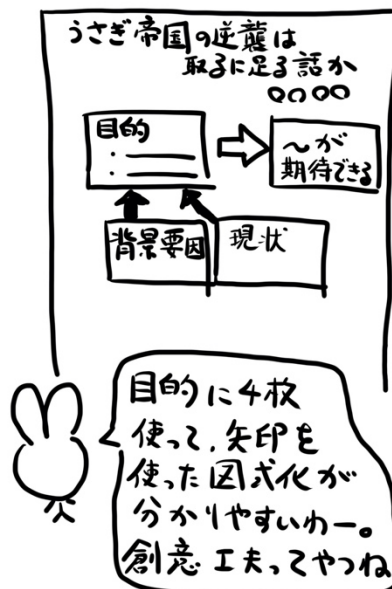 うさぎ帝国の逆襲は
取るに足る話か
○○○○
目的
～が
期待できる
背景要因
現状
目的に4枚
使って、矢印を
使った図式化が
分かりやすいわー。
創意工夫ってやつね